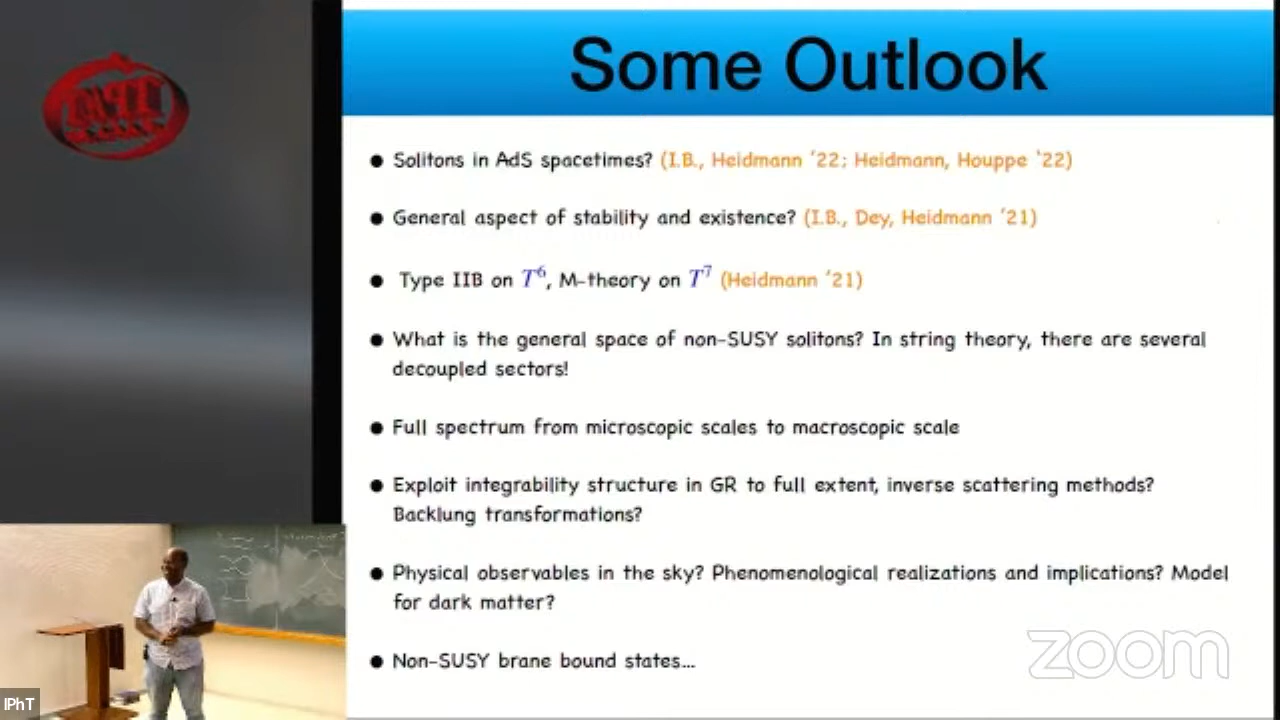 Some Outlook
● Solitons in AdS spacetimes? (I.B., Heidmann '22; Heidmann, Houppe '22)
● General aspect of stability and existence? (I.B., Dey, Heidmann '21)
● Type IIB on T⁶, M-theory on T⁷ (Heidmann '21)
● What is the general space of non-SUSY solitons? In string theory, there are several
decoupled sectors!
● Full spectrum from microscopic scales to macroscopic scale
● Exploit integrability structure in GR to full extent, inverse scattering methods?
Backlung transformations?
● Physical observables in the sky? Phenomenological realizations and implications? Model
for dark matter?
● Non-SUSY brane bound states...
zoom
IPhT